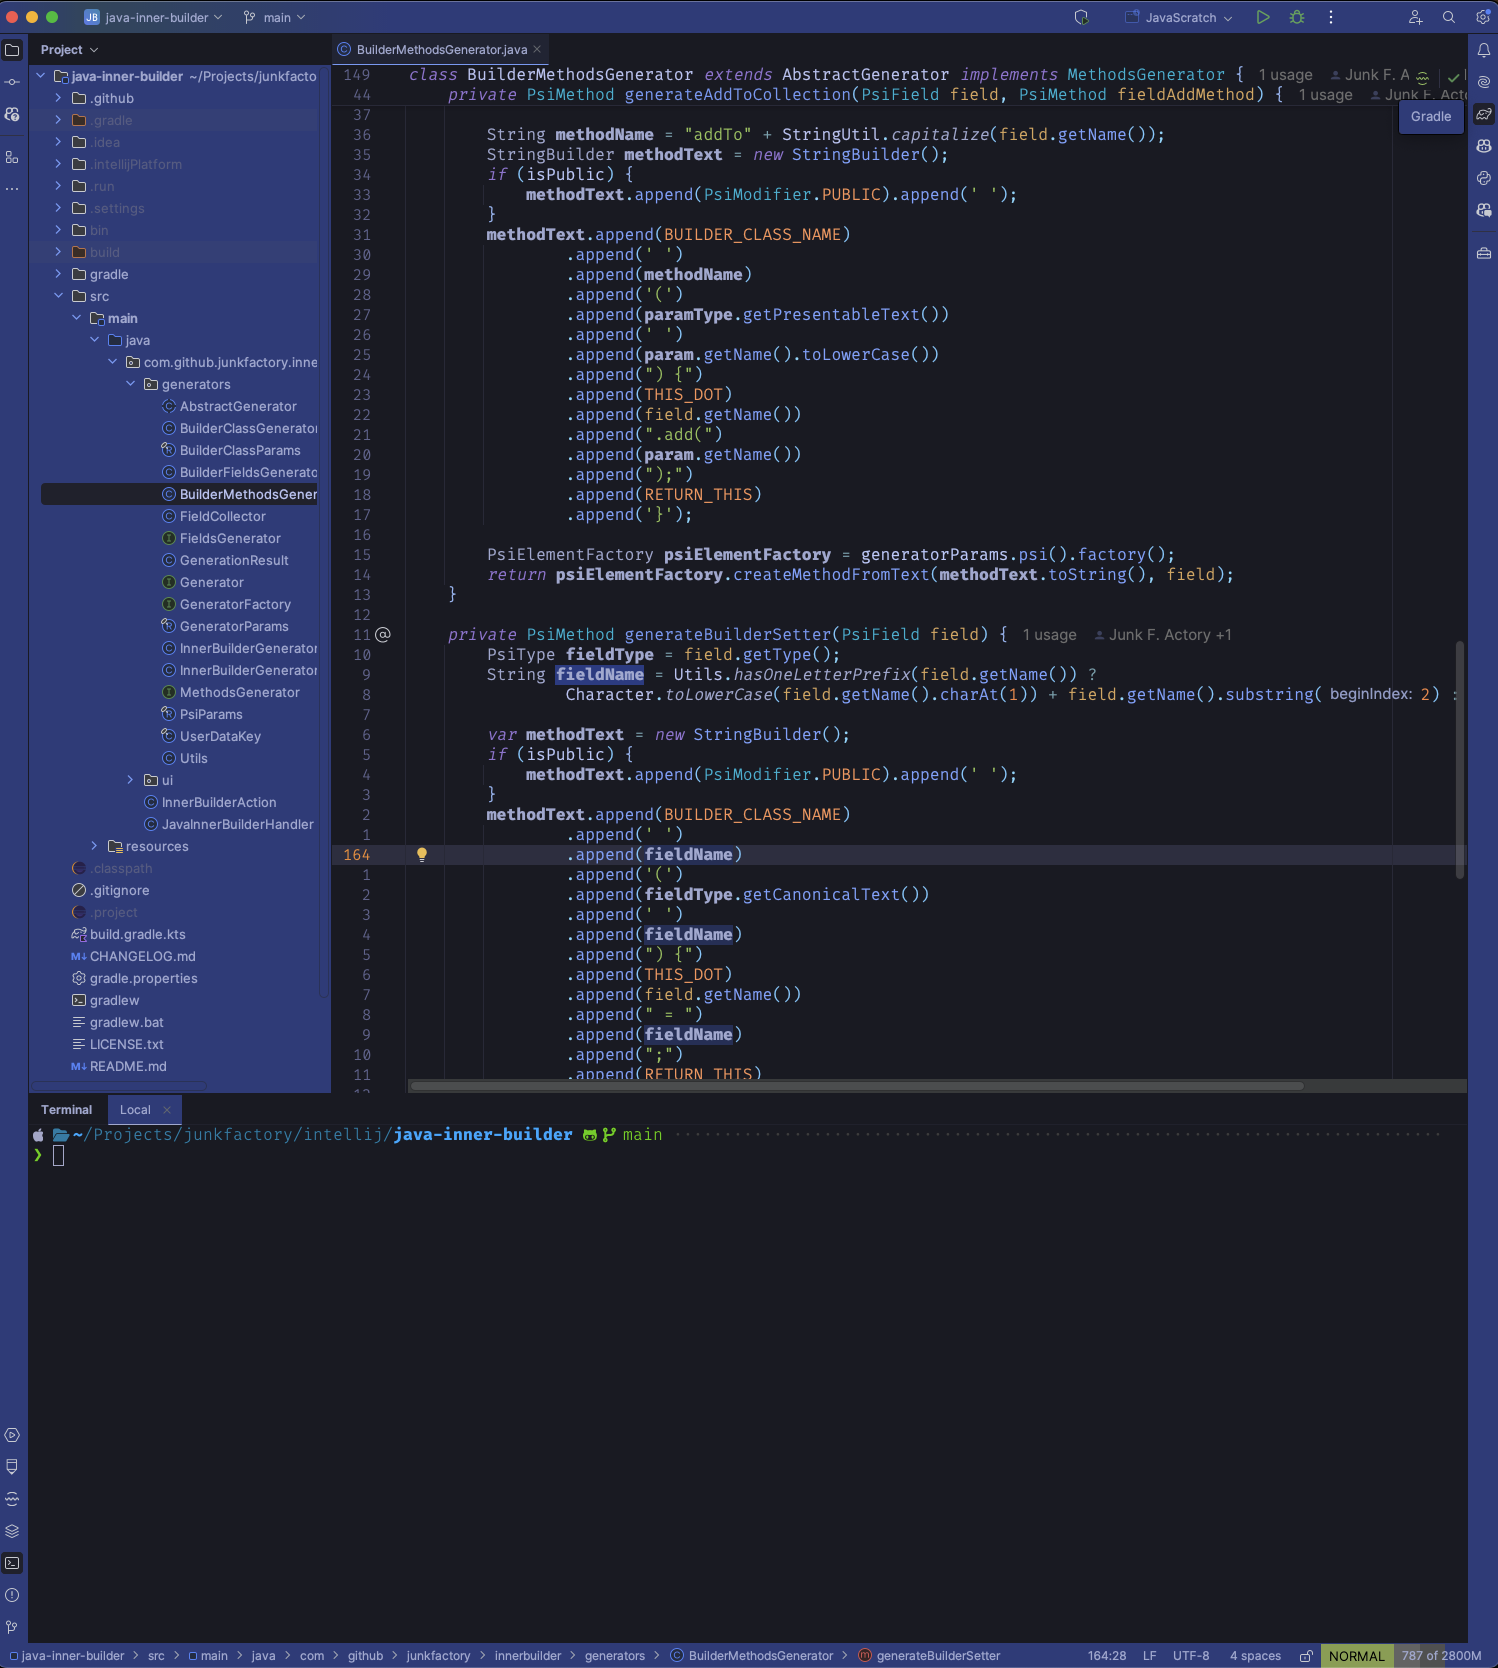 JB java-inner-builder main JavaScratch
Project
BuilderMethodsGenerator.java
java-inner-builder ~/Projects/junkfacto
.github
.gradle
.idea
.intellijPlatform
.run
.settings
bin
build
gradle
src
main
java
com.github.junkfactory.inne
generators
AbstractGenerator
BuilderClassGenerator
BuilderClassParams
BuilderFieldsGenerato
BuilderMethodsGener
FieldCollector
FieldsGenerator
GenerationResult
Generator
GeneratorFactory
GeneratorParams
InnerBuilderGenerator
InnerBuilderGenerator
MethodsGenerator
PsiParams
UserDataKey
Utils
ui
InnerBuilderAction
JavaInnerBuilderHandler
resources
.classpath
.gitignore
.project
build.gradle.kts
M↓ CHANGELOG.md
gradle.properties
gradlew
gradlew.bat
LICENSE.txt
M↓ README.md
149 class BuilderMethodsGenerator extends AbstractGenerator implements MethodsGenerator { 1 usage Junk F. A
44 private PsiMethod generateAddToCollection(PsiField field, PsiMethod fieldAddMethod) { 1 usage Junk F. Acto
Gradle
37
36 String methodName = "addTo" + StringUtil.capitalize(field.getName());
35 StringBuilder methodText = new StringBuilder();
34 if (isPublic) {
33 methodText.append(PsiModifier.PUBLIC).append(' ');
32 }
31 methodText.append(BUILDER_CLASS_NAME)
30 .append(' ')
29 .append(methodName)
28 .append('(')
27 .append(paramType.getPresentableText())
26 .append(' ')
25 .append(param.getName().toLowerCase())
24 .append(") {")
23 .append(THIS_DOT)
22 .append(field.getName())
21 .append(".add(")
20 .append(param.getName())
19 .append(");")
18 .append(RETURN_THIS)
17 .append('}');
16
15 PsiElementFactory psiElementFactory = generatorParams.psi().factory();
14 return psiElementFactory.createMethodFromText(methodText.toString(), field);
13 }
12
11 private PsiMethod generateBuilderSetter(PsiField field) { 1 usage Junk F. Actory +1
10 PsiType fieldType = field.getType();
9 String fieldName = Utils.hasOneLetterPrefix(field.getName()) ?
8 Character.toLowerCase(field.getName().charAt(1)) + field.getName().substring( beginIndex: 2) :
7
6 var methodText = new StringBuilder();
5 if (isPublic) {
4 methodText.append(PsiModifier.PUBLIC).append(' ');
3 }
2 methodText.append(BUILDER_CLASS_NAME)
1 .append(' ')
164 .append(fieldName)
1 .append('(')
2 .append(fieldType.getCanonicalText())
3 .append(' ')
4 .append(fieldName)
5 .append(") {")
6 .append(THIS_DOT)
7 .append(field.getName())
8 .append(" = ")
9 .append(fieldName)
10 .append(";")
11 .append(RETURN_THIS)
Terminal Local
~/Projects/junkfactory/intellij/java-inner-builder main
❯
java-inner-builder > src > main > java > com > github > junkfactory > innerbuilder > generators > BuilderMethodsGenerator > generateBuilderSetter 164:28 LF UTF-8 4 spaces NORMAL 787 of 2800M